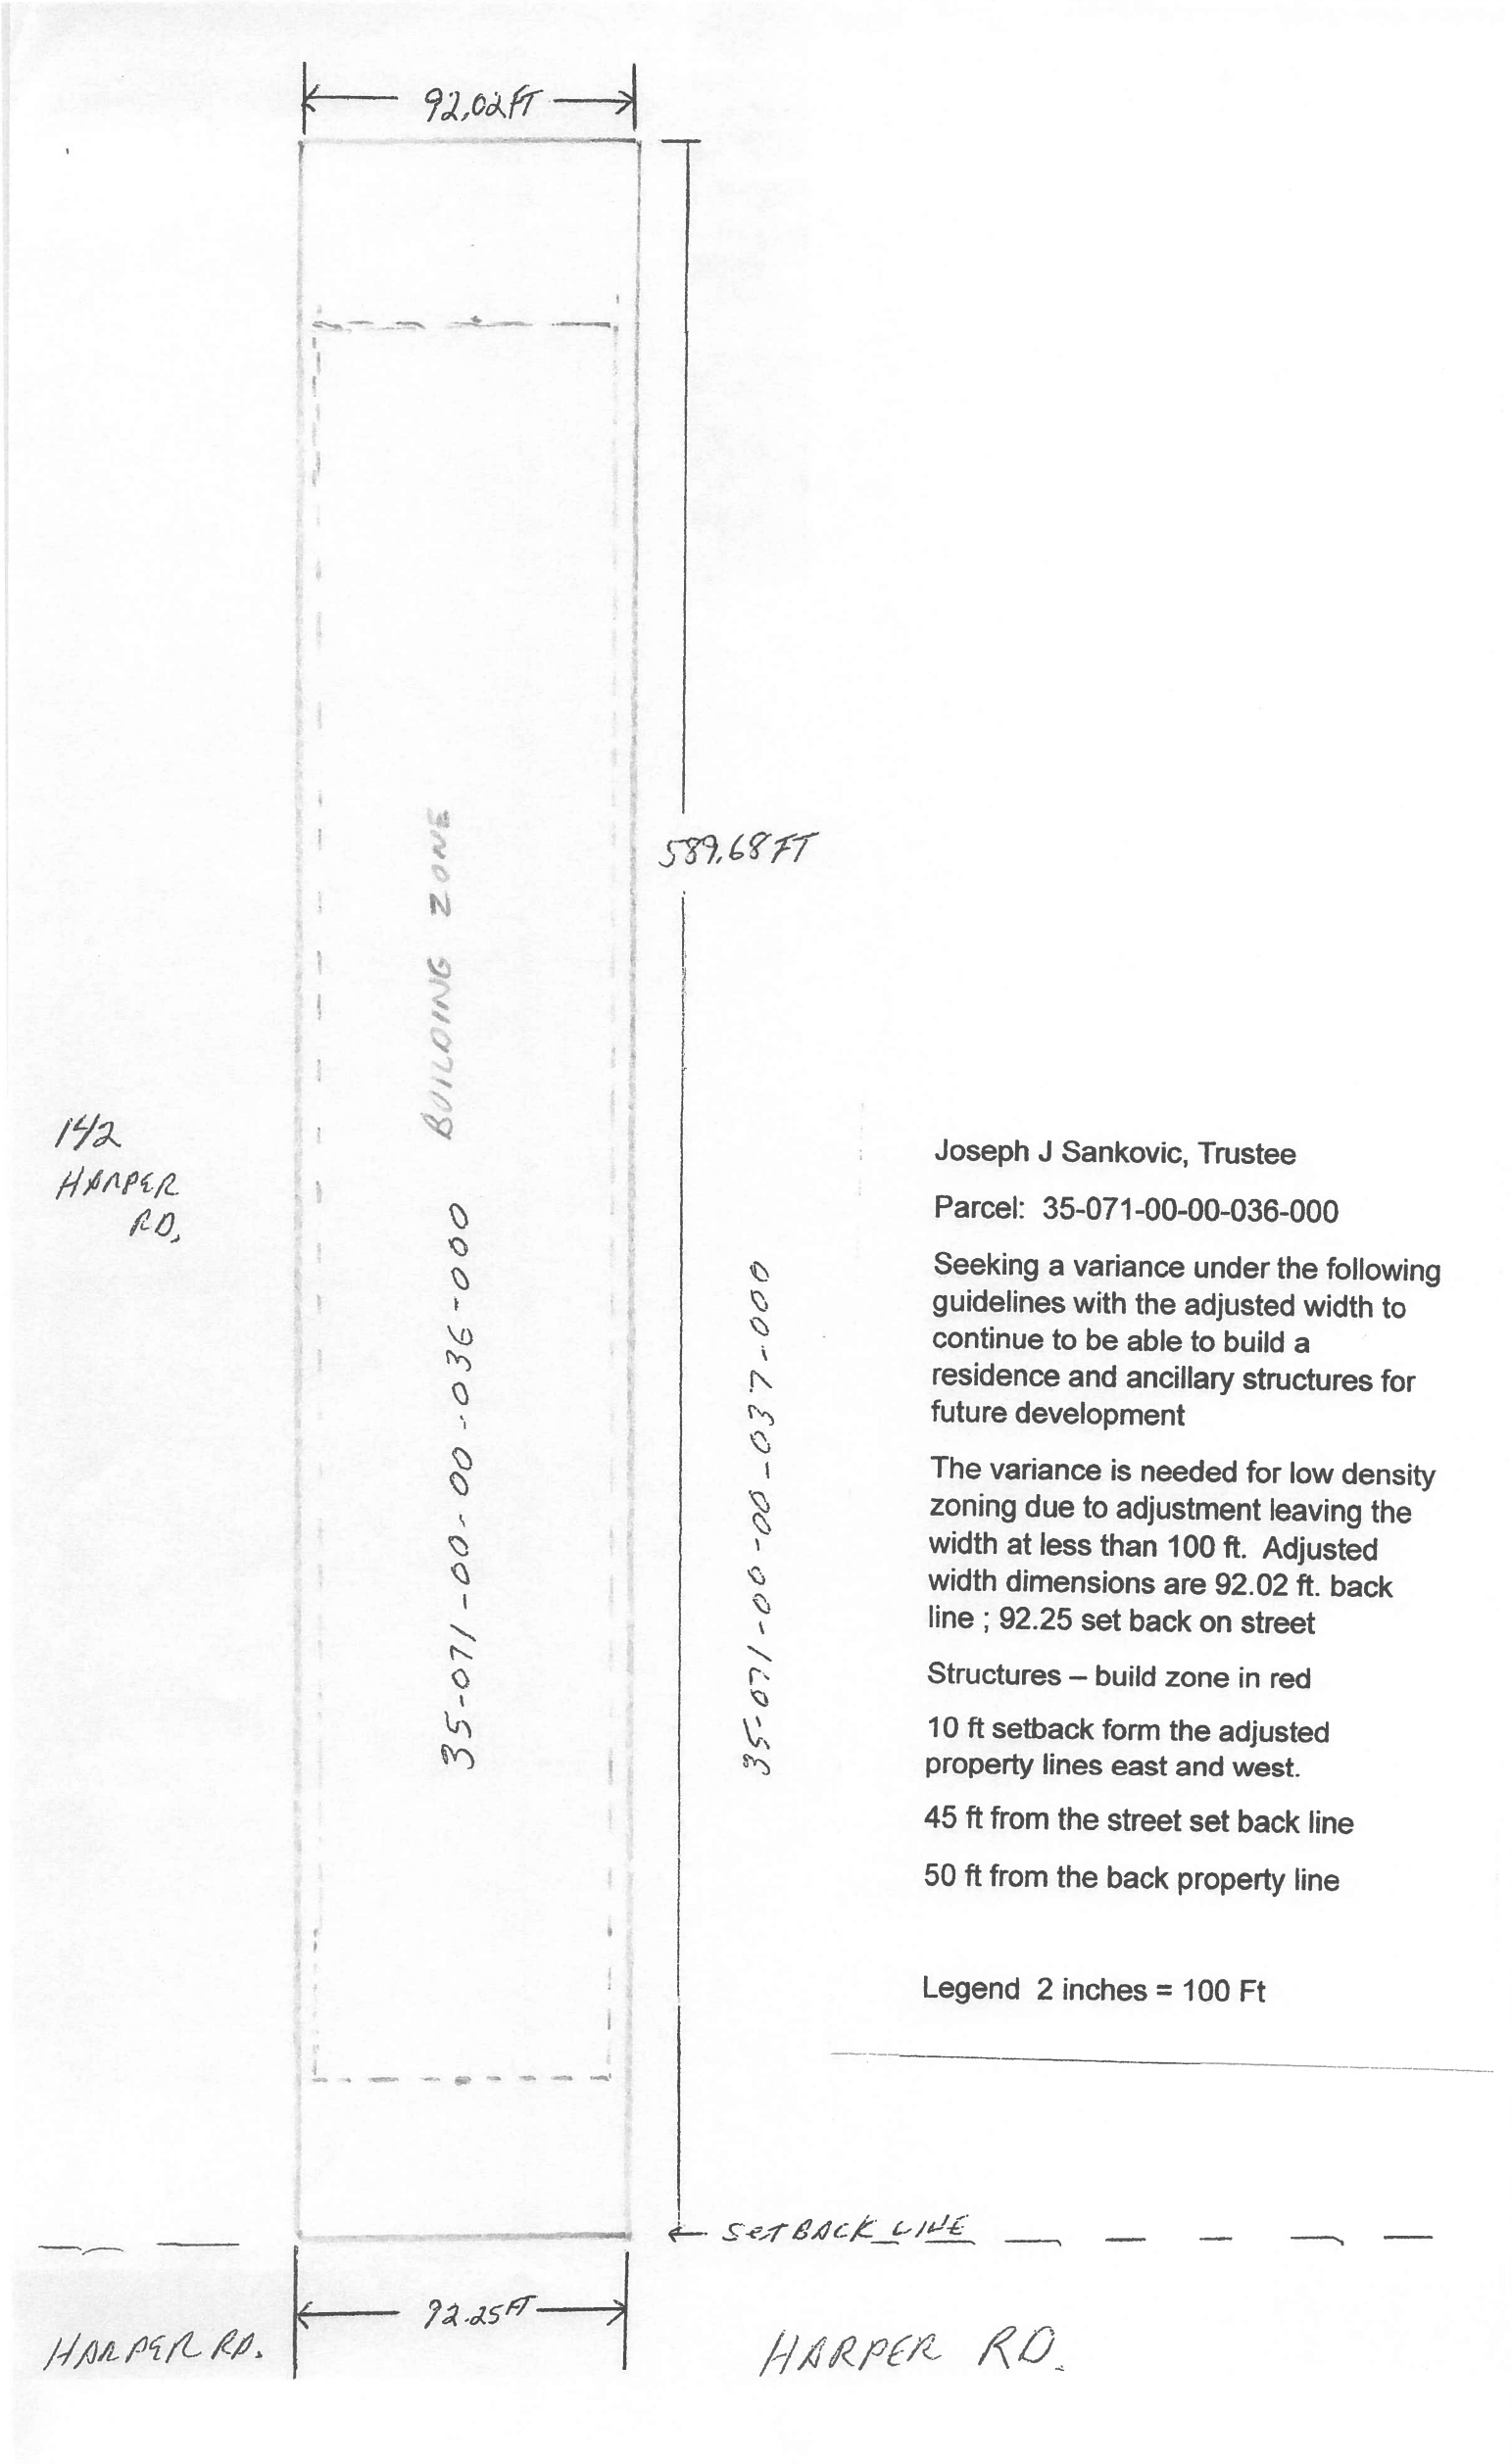 92.02 FT
589.68 FT
BUILDING ZONE
35-071-00-00-036-000
142
HARPER
RD.
35-071-00-00-037-000
Joseph J Sankovic, Trustee
Parcel: 35-071-00-00-036-000
Seeking a variance under the following
guidelines with the adjusted width to
continue to be able to build a
residence and ancillary structures for
future development
The variance is needed for low density
zoning due to adjustment leaving the
width at less than 100 ft. Adjusted
width dimensions are 92.02 ft. back
line ; 92.25 set back on street
Structures – build zone in red
10 ft setback form the adjusted
property lines east and west.
45 ft from the street set back line
50 ft from the back property line
Legend 2 inches = 100 Ft
SET BACK LINE
92.25 FT
HARPER RD.
HARPER RD.